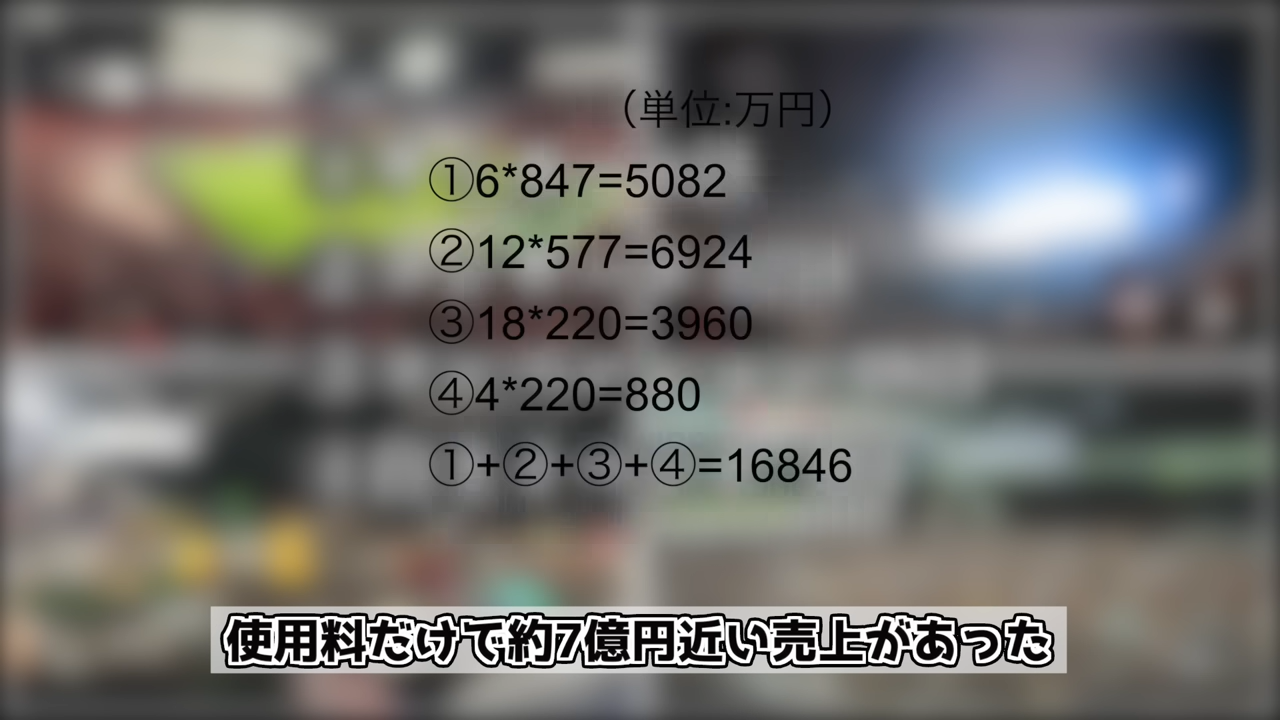 （単位:万円）
①6*847=5082
②12*577=6924
③18*220=3960
④4*220=880
①+②+③+④=16846
使用料だけで約7億円近い売上があった